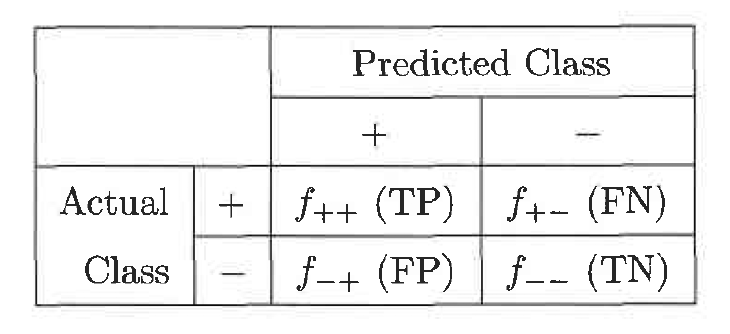 Predicted Class
+ −
Actual + f₊₊ (TP) f₊₋ (FN)
Class − f₋₊ (FP) f₋₋ (TN)